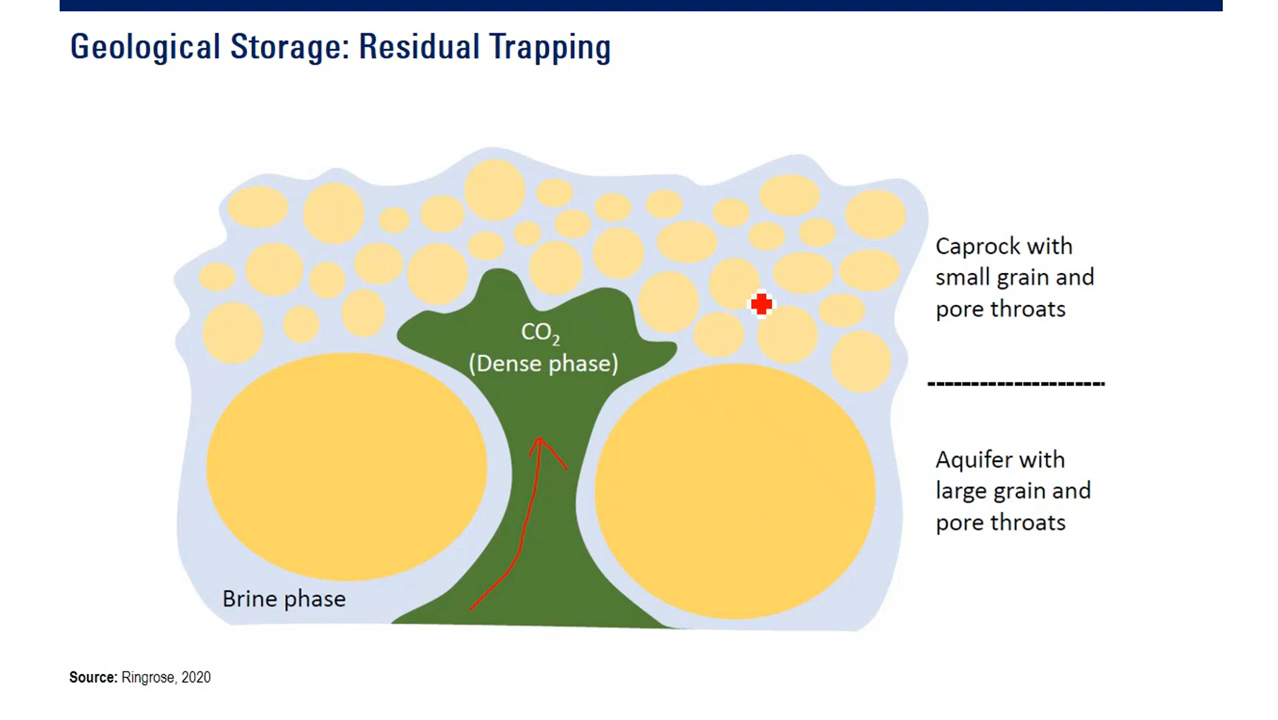 Geological Storage: Residual Trapping
Caprock with
small grain and
pore throats
CO₂
(Dense phase)
Aquifer with
large grain and
pore throats
Brine phase
Source: Ringrose, 2020